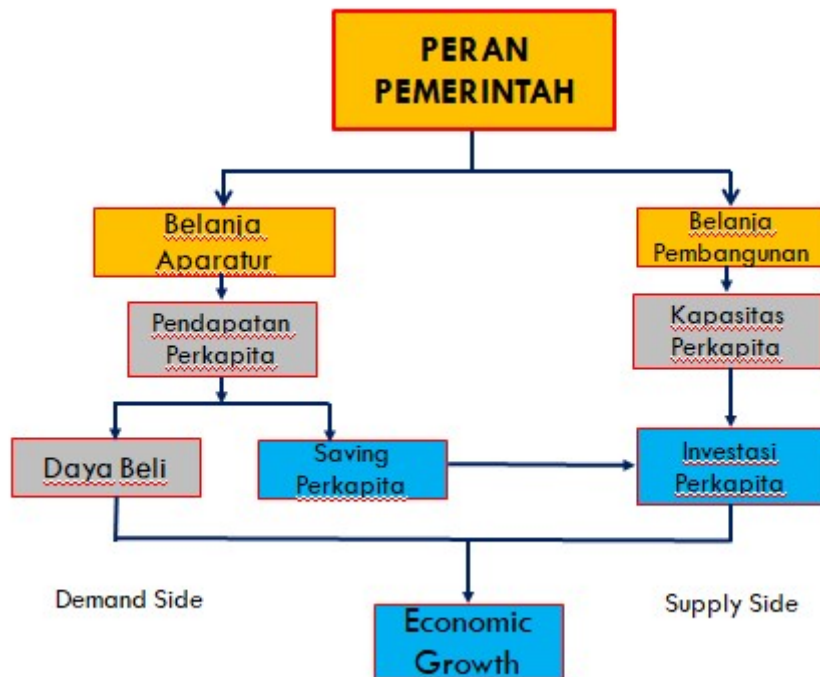 PERAN
PEMERINTAH
Belanja
Aparatur
Belanja
Pembangunan
Pendapatan
Perkapita
Kapasitas
Perkapita
Daya Beli
Saving
Perkapita
Investasi
Perkapita
Demand Side
Supply Side
Economic
Growth